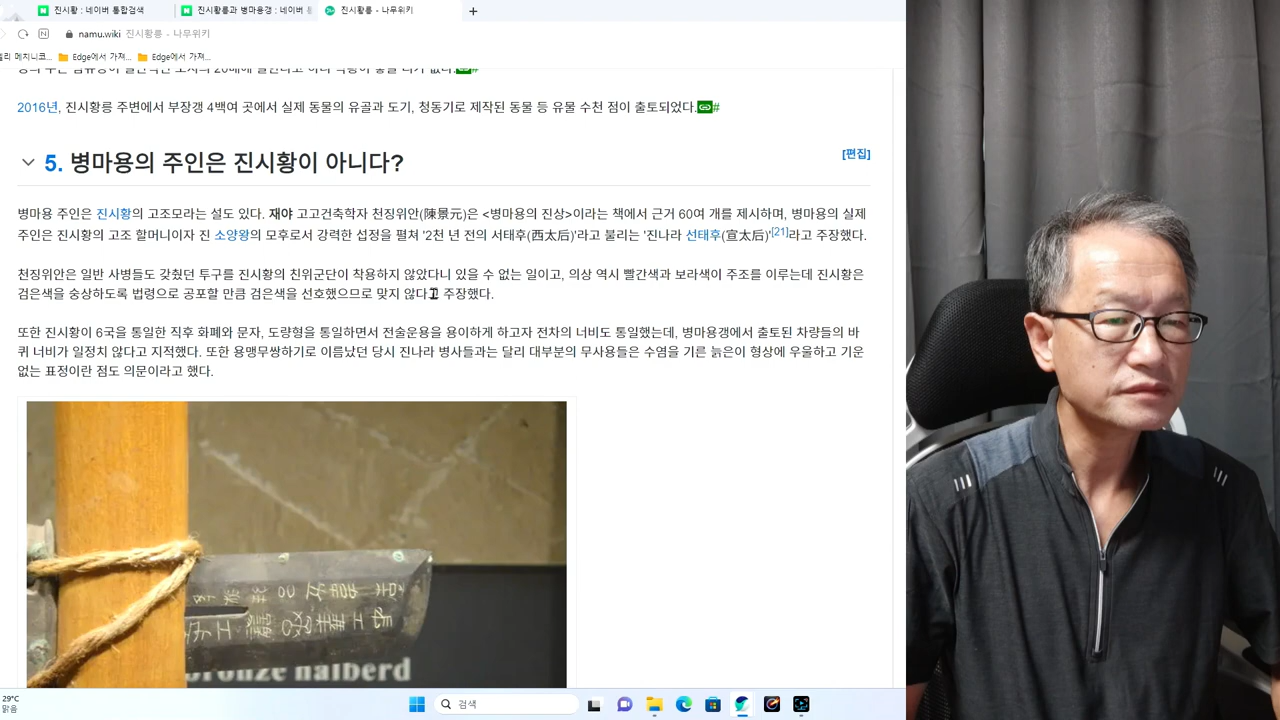 진시황 : 네이버 통합검색
진시황릉과 병마용갱 : 네이버
진시황릉 - 나무위키
namu.wiki 진시황릉 - 나무위키
Edge에서 가져...
Edge에서 가져...
2016년, 진시황릉 주변에서 부장갱 4백여 곳에서 실제 동물의 유골과 도기, 청동기로 제작된 동물 등 유물 수천 점이 출토되었다.#
5. 병마용의 주인은 진시황이 아니다?
[편집]
병마용 주인은 진시황의 고조모라는 설도 있다. 재야 고고건축학자 천징위안(陳景元)은 <병마용의 진상>이라는 책에서 근거 60여 개를 제시하며, 병마용의 실제
주인은 진시황의 고조 할머니이자 진 소양왕의 모후로서 강력한 섭정을 펼쳐 '2천 년 전의 서태후(西太后)'라고 불리는 '진나라 선태후(宣太后)'[21]라고 주장했다.
천징위안은 일반 사병들도 갖췄던 투구를 진시황의 친위군단이 착용하지 않았다니 있을 수 없는 일이고, 의상 역시 빨간색과 보라색이 주조를 이루는데 진시황은
검은색을 숭상하도록 법령으로 공포할 만큼 검은색을 선호했으므로 맞지 않다고 주장했다.
또한 진시황이 6국을 통일한 직후 화폐와 문자, 도량형을 통일하면서 전술운용을 용이하게 하고자 전차의 너비도 통일했는데, 병마용갱에서 출토된 차량들의 바
퀴 너비가 일정치 않다고 지적했다. 또한 용맹무쌍하기로 이름났던 당시 진나라 병사들과는 달리 대부분의 무사용들은 수염을 기른 늙은이 형상에 우울하고 기운
없는 표정이란 점도 의문이라고 했다.
bronze halberd
29°C
맑음
검색